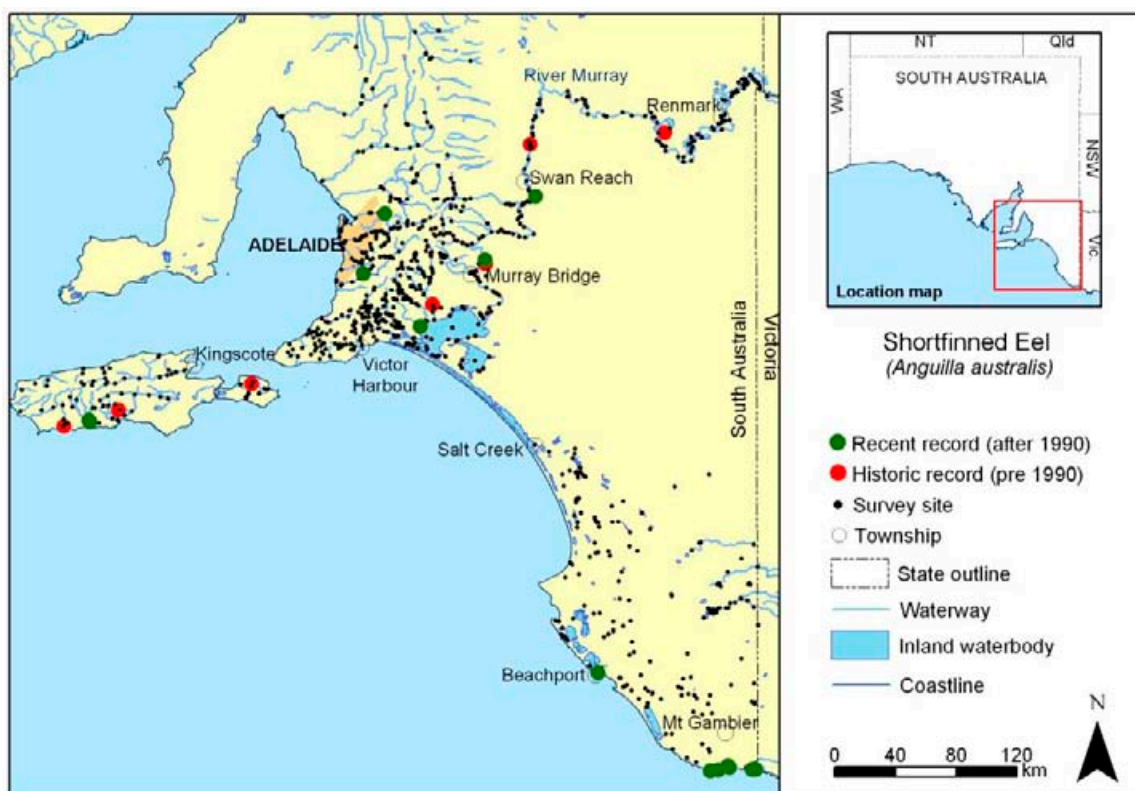 River Murray
Renmark
Swan Reach
ADELAIDE
Murray Bridge
Kingscote
Victor
Harbour
Salt Creek
South Australia
Victoria
Beachport
Mt Gambier
NT
Qld
SOUTH AUSTRALIA
WA
NSW
Vic.
Location map
Shortfinned Eel
(Anguilla australis)
Recent record (after 1990)
Historic record (pre 1990)
Survey site
Township
State outline
Waterway
Inland waterbody
Coastline
N
0 40 80 120
km